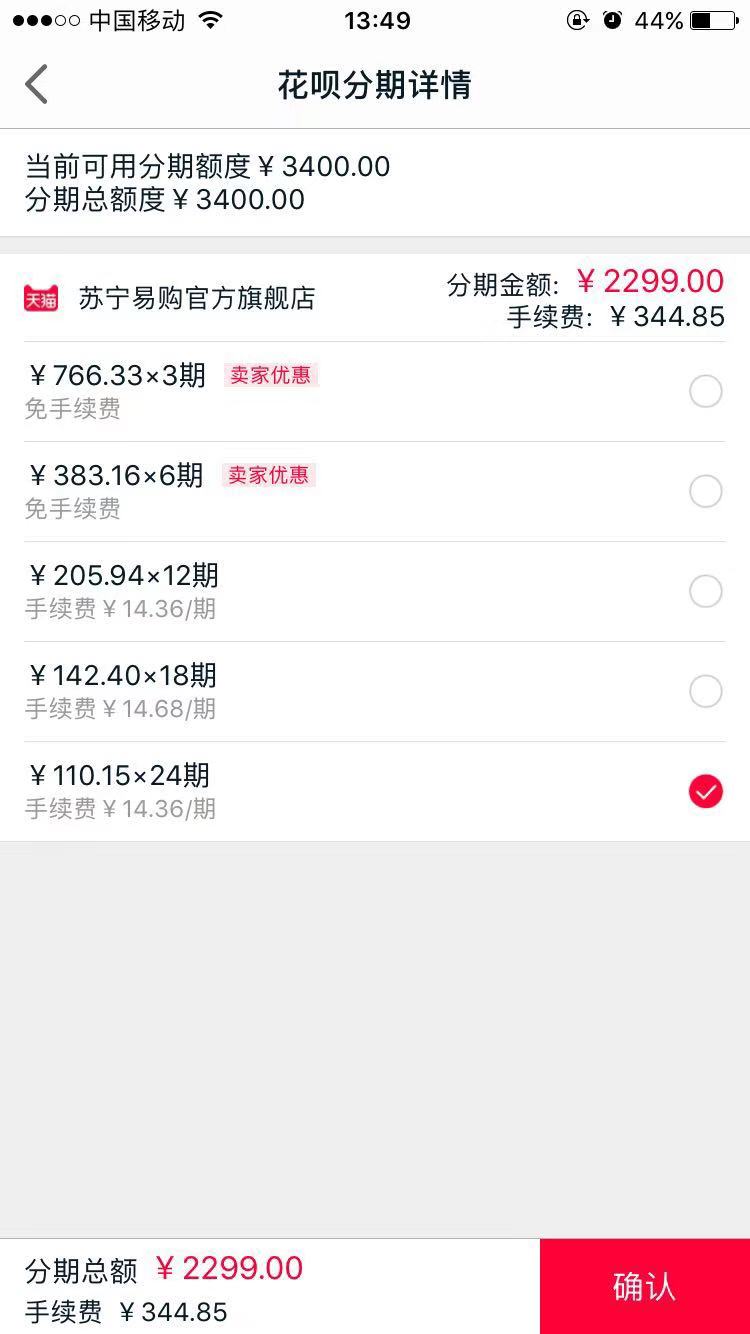 中国移动 13:49 44%
花呗分期详情
当前可用分期额度￥3400.00
分期总额度￥3400.00
天猫 苏宁易购官方旗舰店
分期金额: ￥2299.00
手续费: ￥344.85
￥766.33×3期 卖家优惠
免手续费
￥383.16×6期 卖家优惠
免手续费
￥205.94×12期
手续费￥14.36/期
￥142.40×18期
手续费￥14.68/期
￥110.15×24期
手续费￥14.36/期
分期总额 ￥2299.00
手续费 ￥344.85
确认